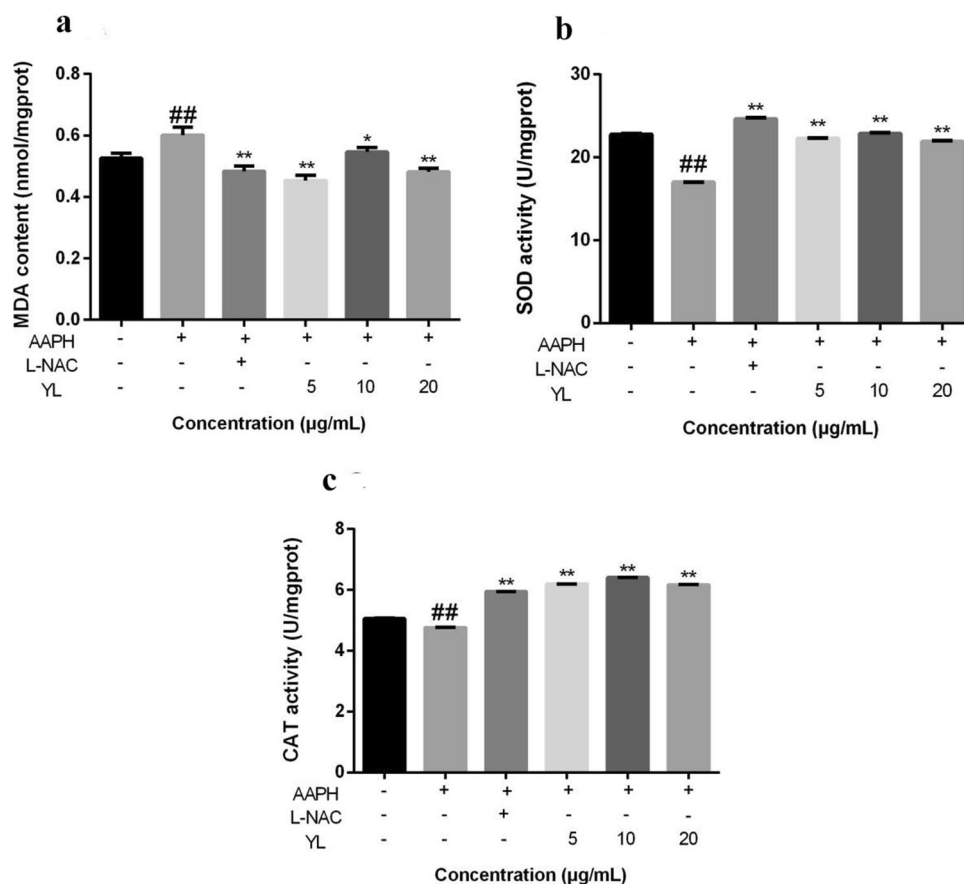 a
MDA content (nmol/mgprot)
0.8
0.6
0.4
0.2
0.0
##
**
**
*
**
AAPH - + + + + +
L-NAC - - + - - -
YL - - - 5 10 20
Concentration (µg/mL)
b
SOD activity (U/mgprot)
30
20
10
0
##
**
**
**
**
AAPH - + + + + +
L-NAC - - + - - -
YL - - - 5 10 20
Concentration (µg/mL)
c
CAT activity (U/mgprot)
8
6
4
2
0
##
**
**
**
**
AAPH - + + + + +
L-NAC - - + - - -
YL - - - 5 10 20
Concentration (µg/mL)